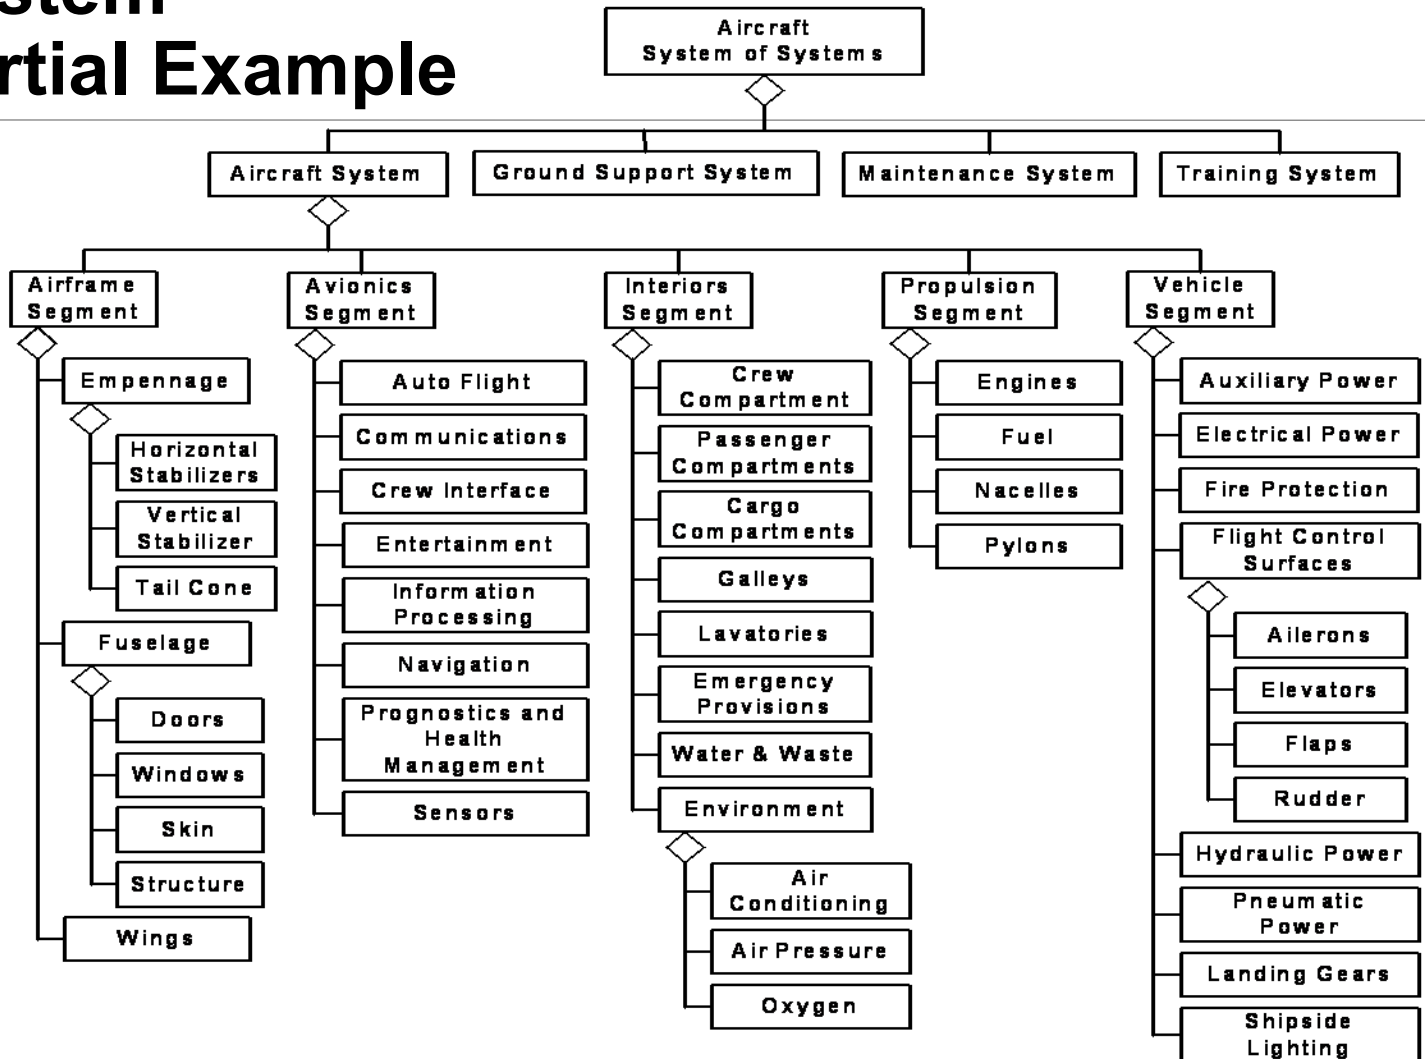 stem
rtial Example
Aircraft
System of Systems
Aircraft System
Ground Support System
Maintenance System
Training System
Airframe
Segment
Avionics
Segment
Interiors
Segment
Propulsion
Segment
Vehicle
Segment
Empennage
Horizontal
Stabilizers
Vertical
Stabilizer
Tail Cone
Fuselage
Doors
Windows
Skin
Structure
Wings
Auto Flight
Communications
Crew Interface
Entertainment
Information
Processing
Navigation
Prognostics and
Health
Management
Sensors
Crew
Compartment
Passenger
Compartments
Cargo
Compartments
Galleys
Lavatories
Emergency
Provisions
Water & Waste
Environment
Air
Conditioning
Air Pressure
Oxygen
Engines
Fuel
Nacelles
Pylons
Auxiliary Power
Electrical Power
Fire Protection
Flight Control
Surfaces
Ailerons
Elevators
Flaps
Rudder
Hydraulic Power
Pneumatic
Power
Landing Gears
Shipside
Lighting